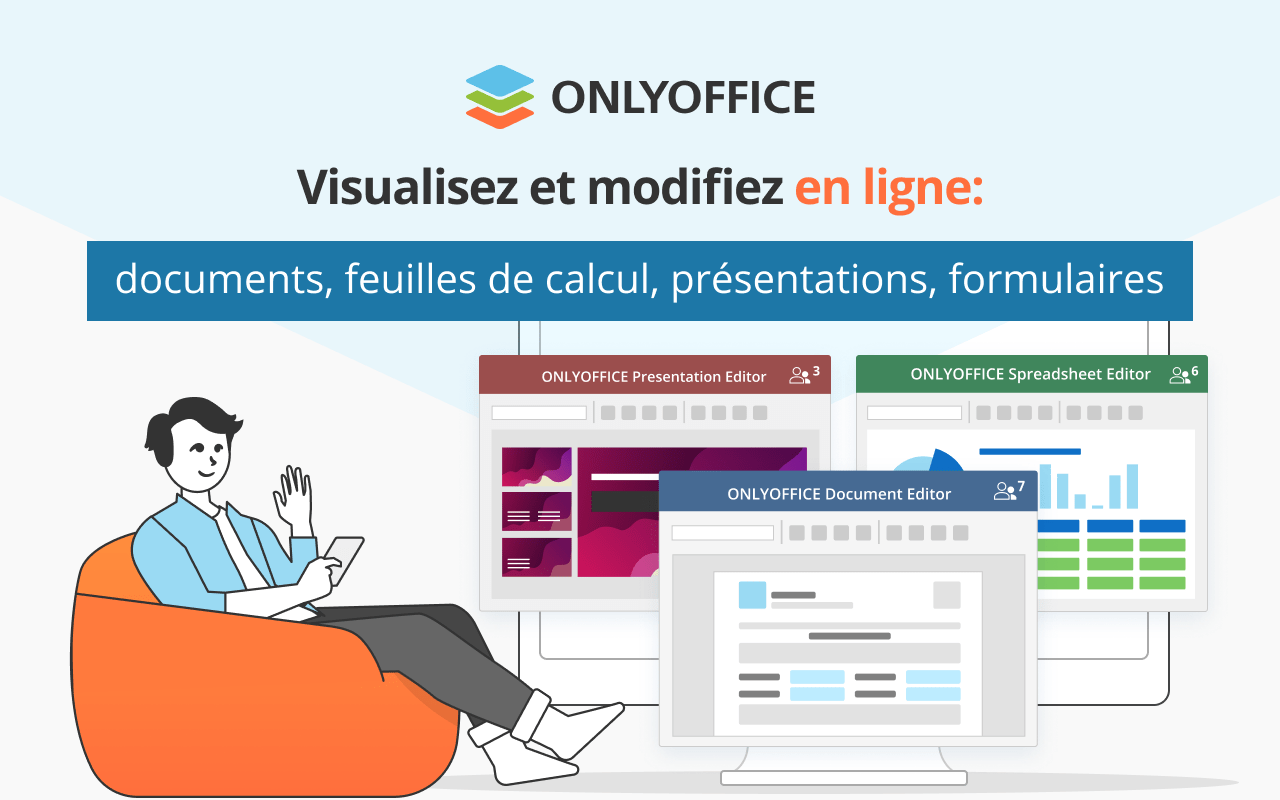 ONLYOFFICE
Visualisez et modifiez en ligne:
documents, feuilles de calcul, présentations, formulaires
ONLYOFFICE Presentation Editor 3
ONLYOFFICE Spreadsheet Editor 6
ONLYOFFICE Document Editor 7